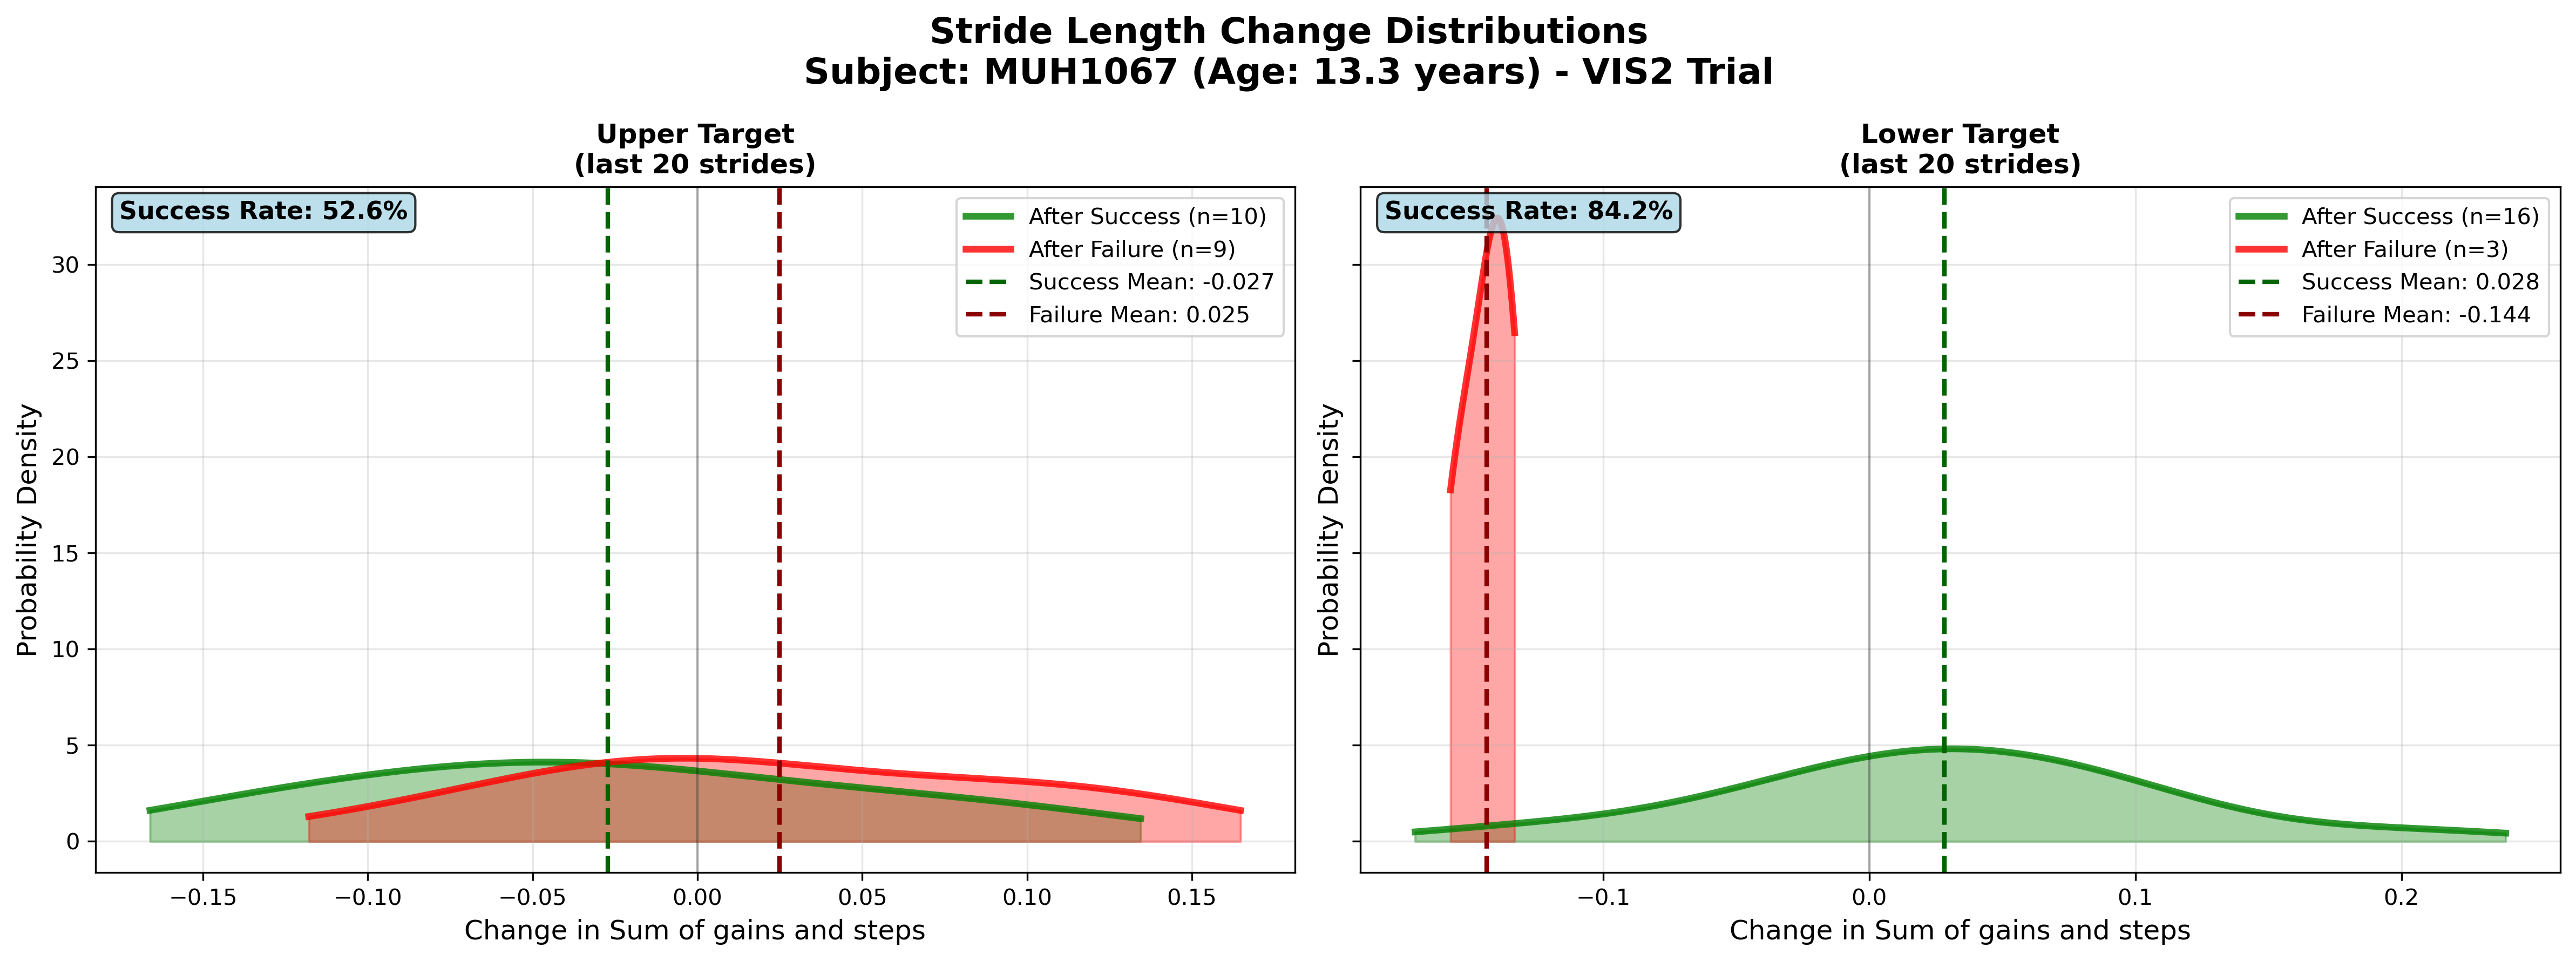 Stride Length Change Distributions
Subject: MUH1067 (Age: 13.3 years) - VIS2 Trial
Upper Target
(last 20 strides)
Success Rate: 52.6%
After Success (n=10)
After Failure (n=9)
Success Mean: -0.027
Failure Mean: 0.025
Probability Density
30
25
20
15
10
5
0
−0.15
−0.10
−0.05
0.00
0.05
0.10
0.15
Change in Sum of gains and steps
Lower Target
(last 20 strides)
Success Rate: 84.2%
After Success (n=16)
After Failure (n=3)
Success Mean: 0.028
Failure Mean: -0.144
Probability Density
−0.1
0.0
0.1
0.2
Change in Sum of gains and steps